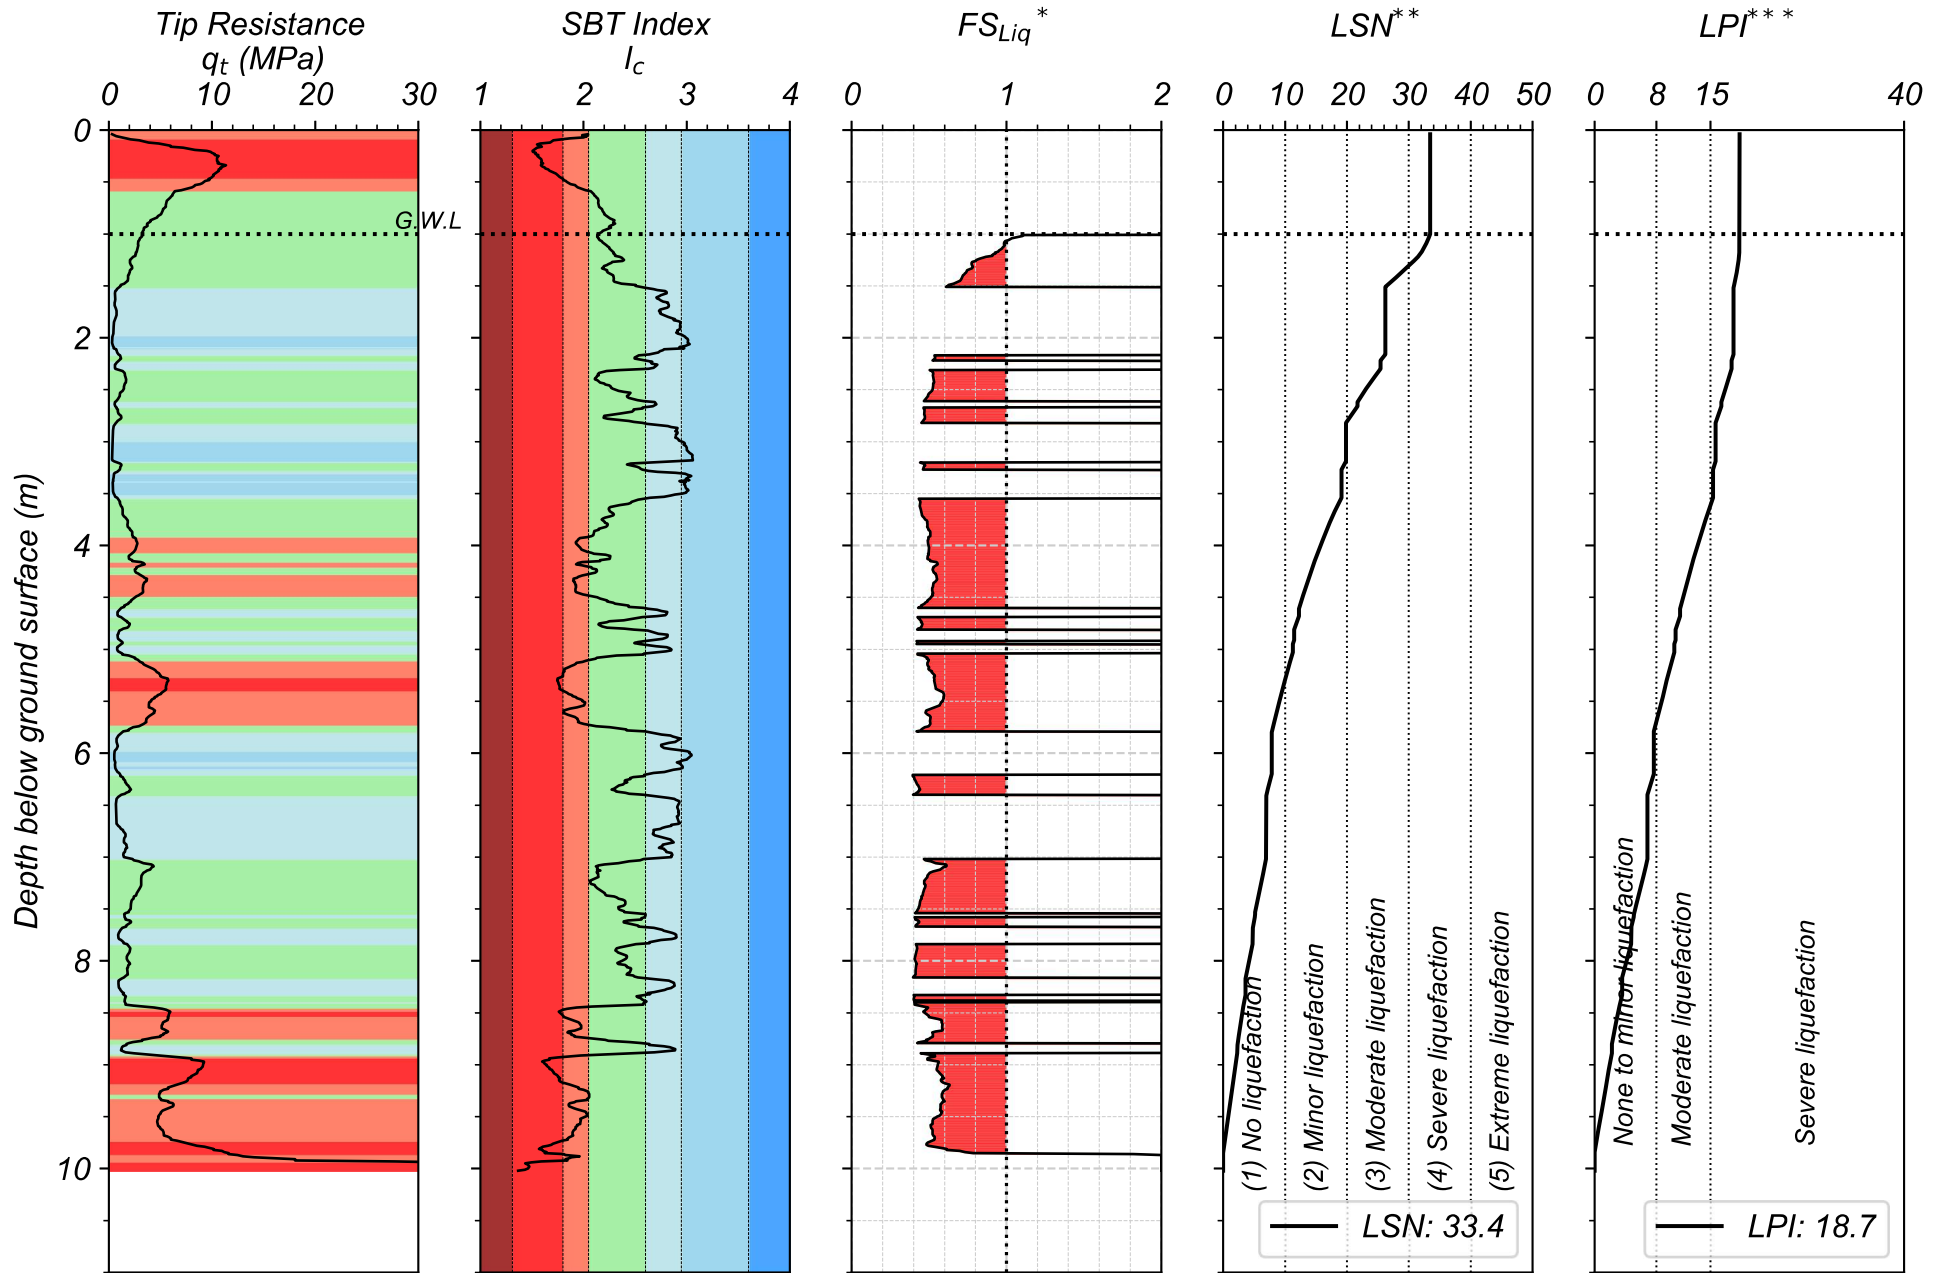 Tip Resistance
qt (MPa)
0 10 20 30
SBT Index
Ic
1 2 3 4
FSLiq*
0 1 2
LSN**
0 10 20 30 40 50
LPI***
0 8 15 40
Depth below ground surface (m)
0
2
4
6
8
10
G.W.L
(1) No liquefaction
(2) Minor liquefaction
(3) Moderate liquefaction
(4) Severe liquefaction
(5) Extreme liquefaction
LSN: 33.4
None to minor liquefaction
Moderate liquefaction
Severe liquefaction
LPI: 18.7